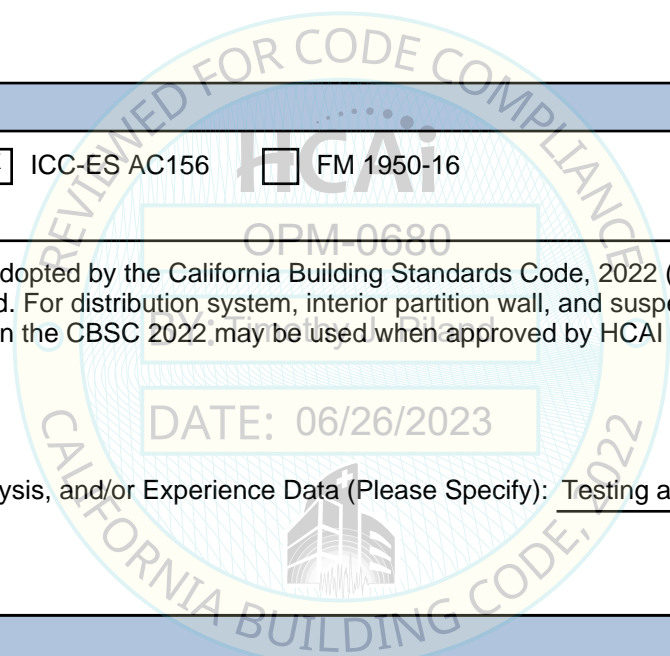 REVIEWED FOR CODE COMPLIANCE
HCAi
ICC-ES AC156 FM 1950-16
OPM-0680
dopted by the California Building Standards Code, 2022 (
d. For distribution system, interior partition wall, and susp
n the CBSC 2022 may be used when approved by HCAI
BY: Timothy J. Piland
DATE: 06/26/2023
ysis, and/or Experience Data (Please Specify): Testing a
CALIFORNIA BUILDING CODE, 2022